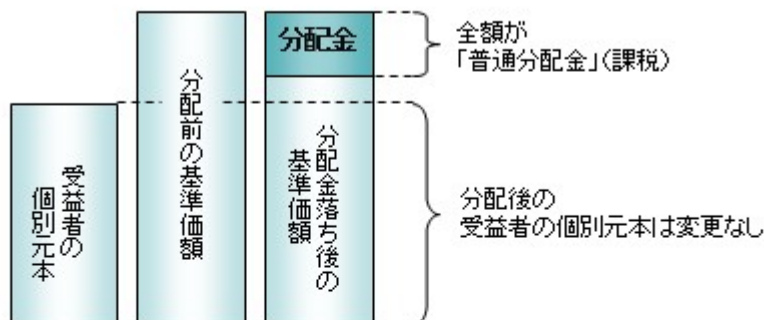 受益者の
個別元本
分配前の基準価額
分配金
分配金落ち後の
基準価額
全額が
「普通分配金」(課税)
分配後の
受益者の個別元本は変更なし